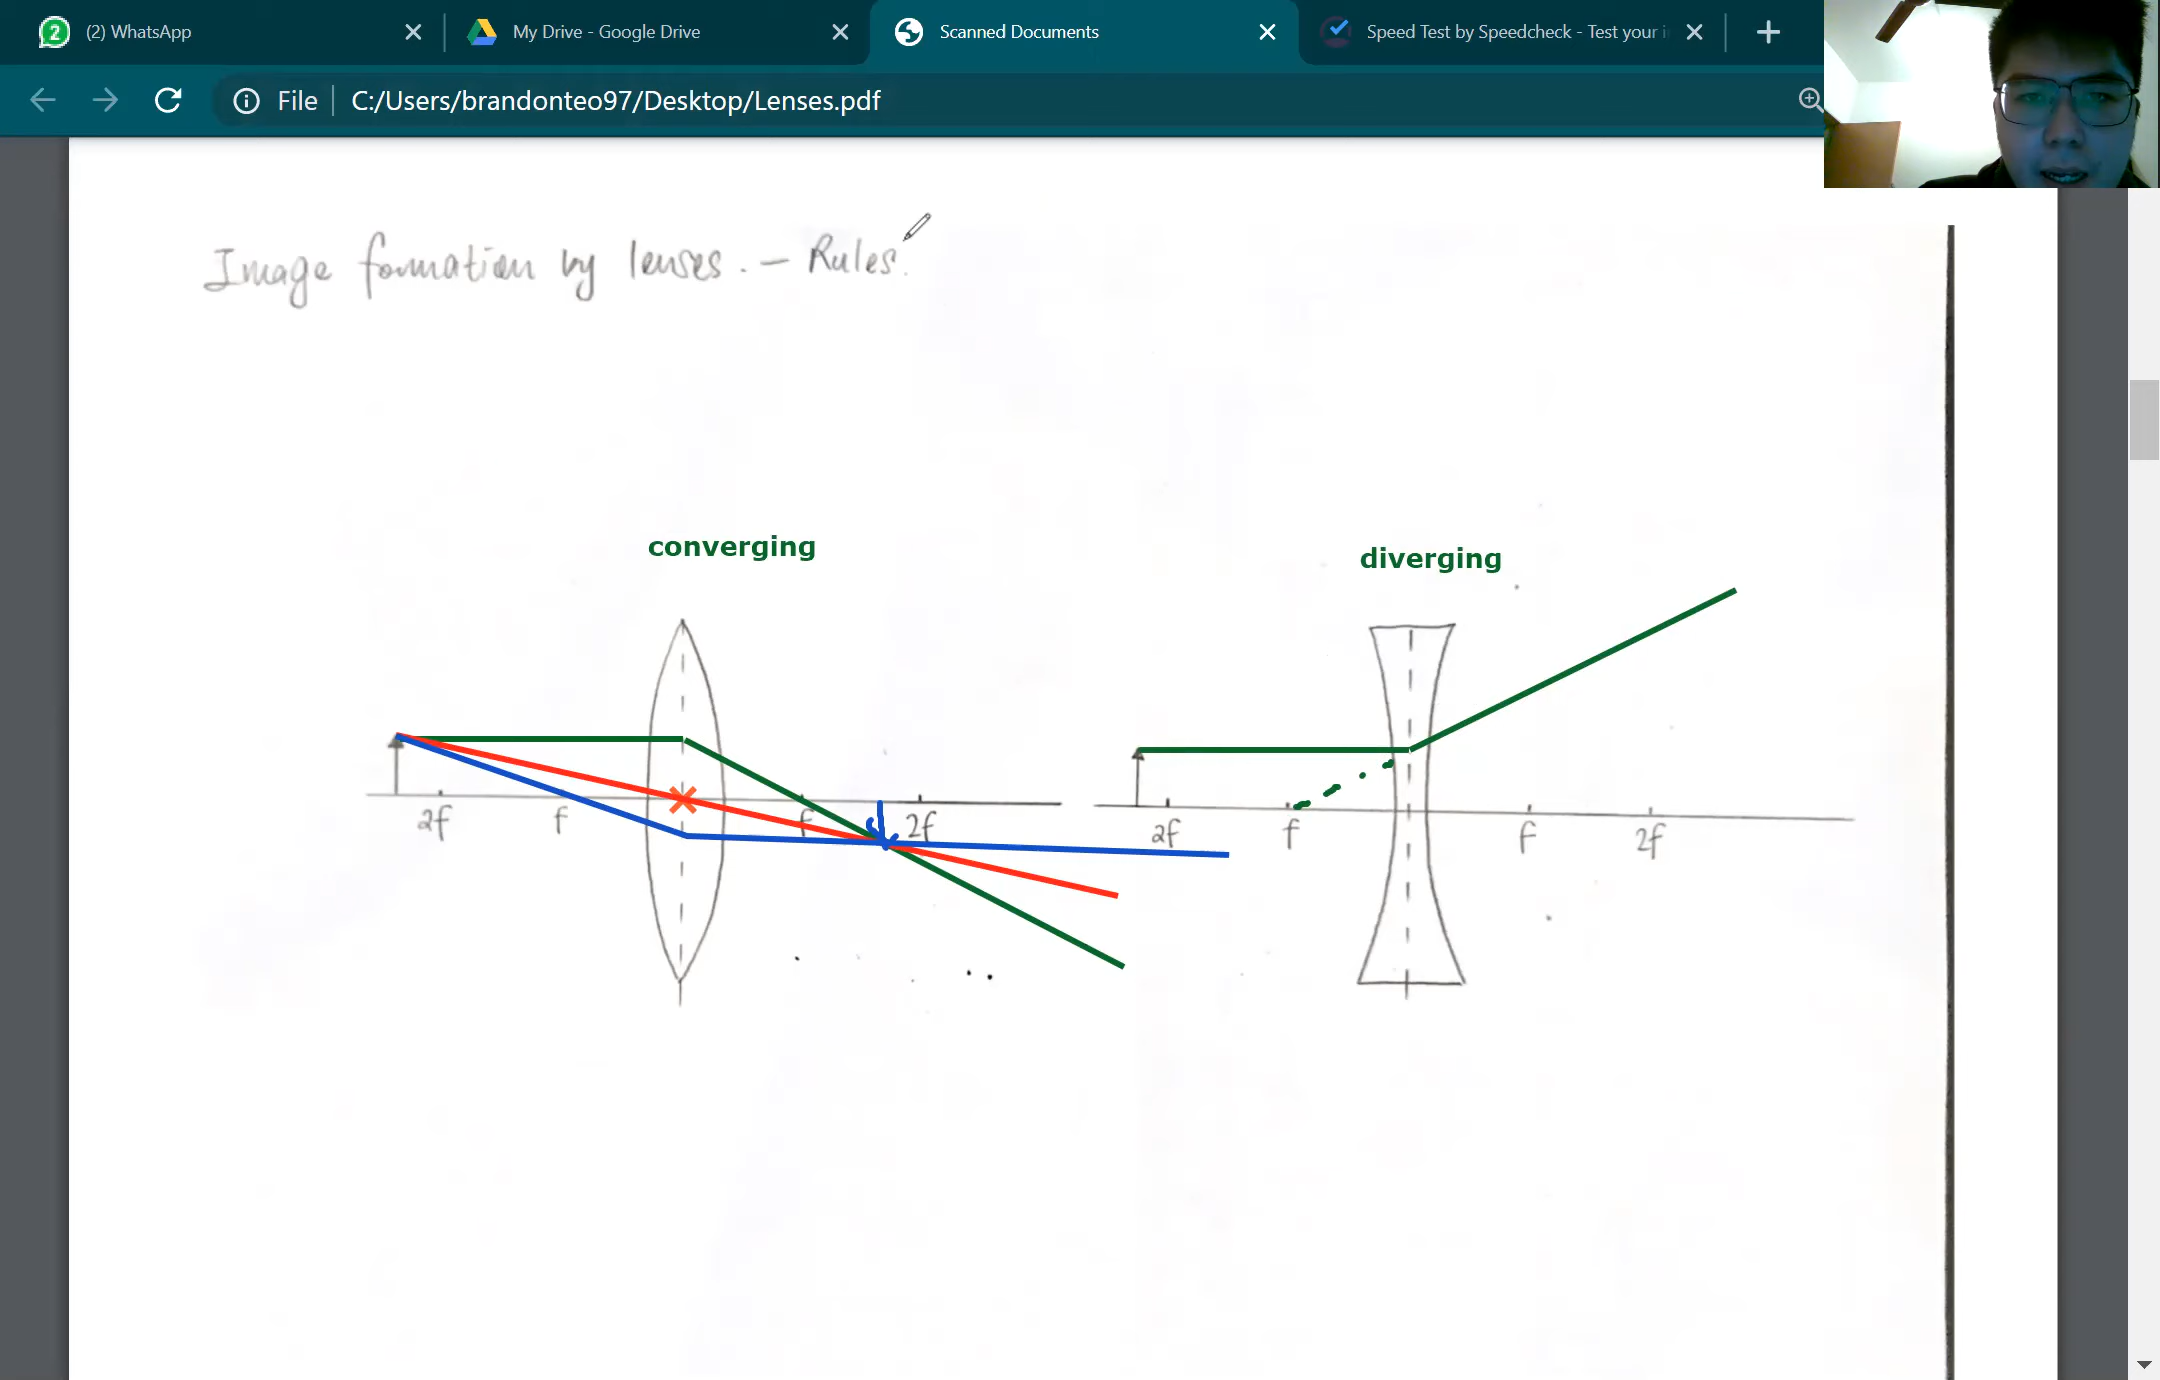 (2) WhatsApp
My Drive - Google Drive
Scanned Documents
Speed Test by Speedcheck - Test your i
File
C:/Users/brandonteo97/Desktop/Lenses.pdf
Image formation by lenses. - Rules.
converging
diverging
2f f f 2f
2f f f 2f